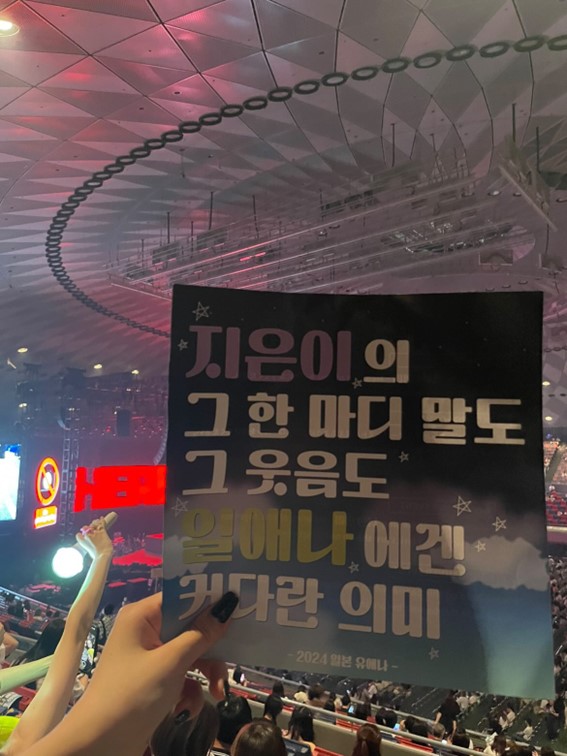 지은이의
그 한 마디 말도
그 웃음도
일애나에겐
커다란 의미
- 2024 일본 유애나 -